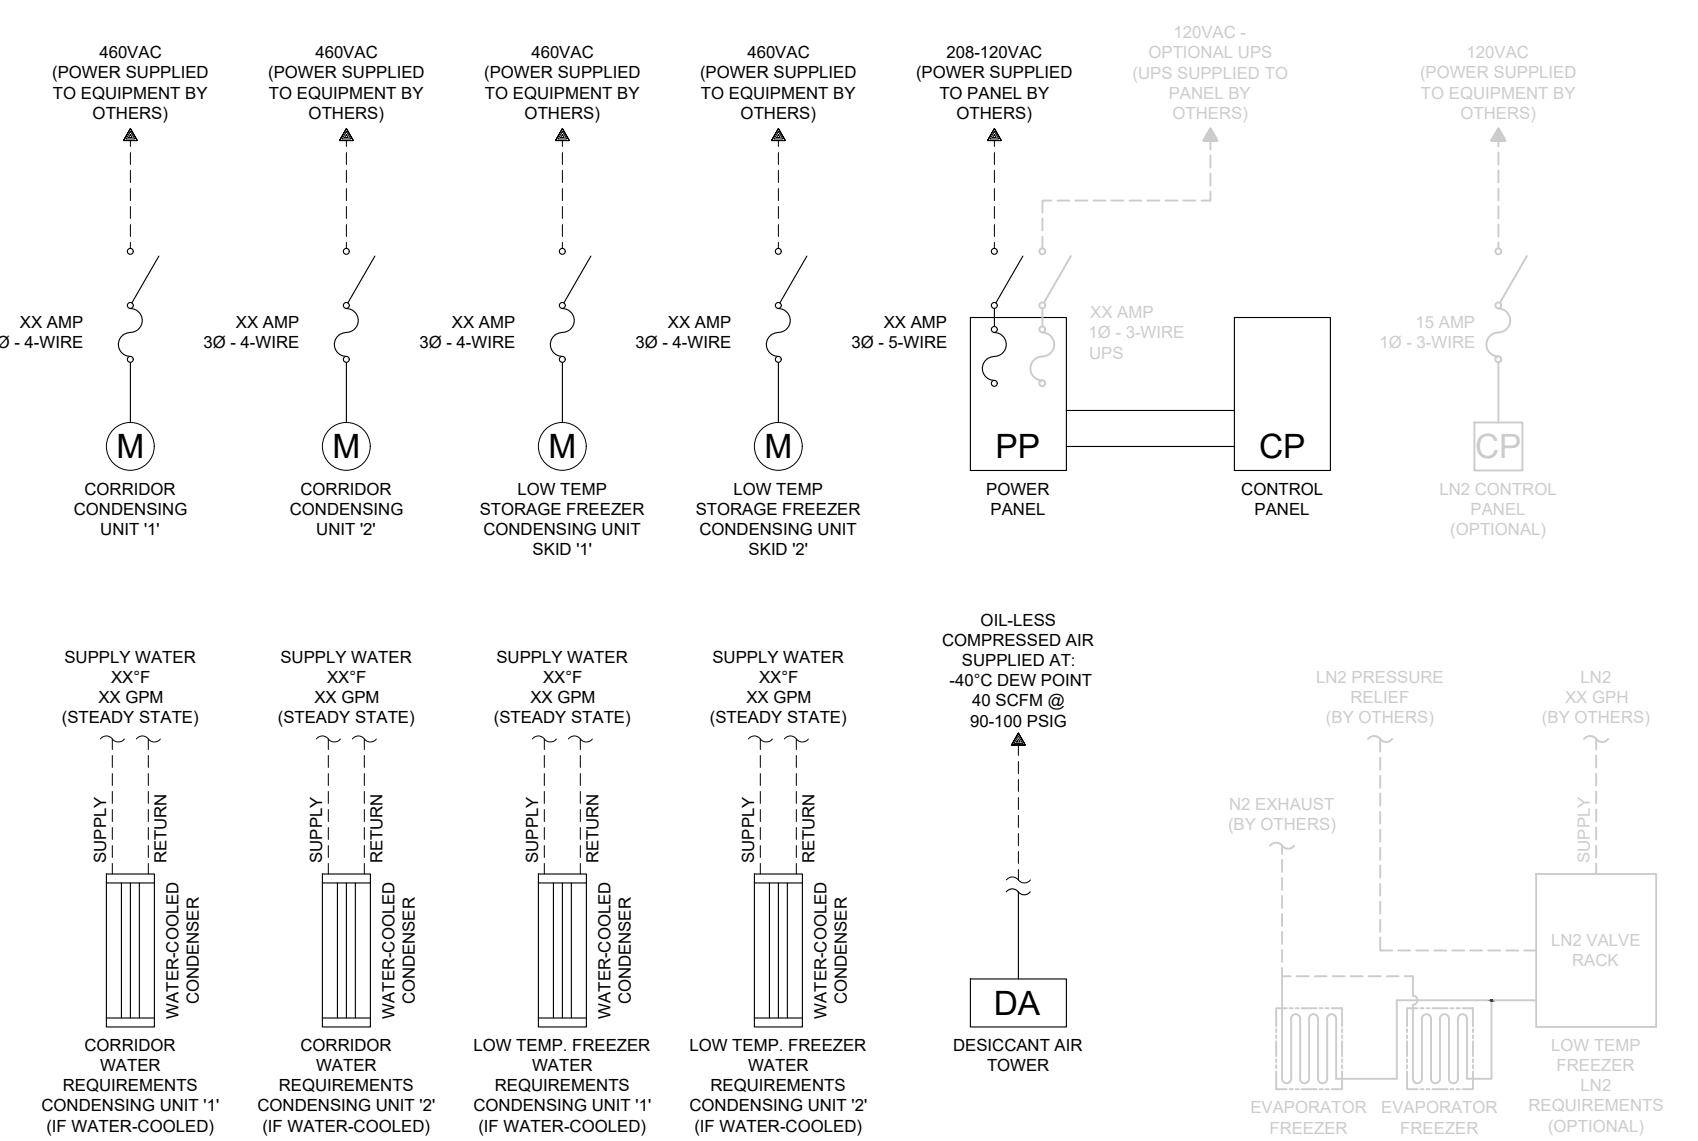 460VAC
(POWER SUPPLIED
TO EQUIPMENT BY
OTHERS)
460VAC
(POWER SUPPLIED
TO EQUIPMENT BY
OTHERS)
460VAC
(POWER SUPPLIED
TO EQUIPMENT BY
OTHERS)
460VAC
(POWER SUPPLIED
TO EQUIPMENT BY
OTHERS)
208-120VAC
(POWER SUPPLIED
TO PANEL BY
OTHERS)
120VAC -
OPTIONAL UPS
(UPS SUPPLIED TO
PANEL BY
OTHERS)
120VAC
(POWER SUPPLIED
TO EQUIPMENT BY
OTHERS)
XX AMP
Ø - 4-WIRE
XX AMP
3Ø - 4-WIRE
XX AMP
3Ø - 4-WIRE
XX AMP
3Ø - 4-WIRE
XX AMP
3Ø - 5-WIRE
XX AMP
1Ø - 3-WIRE
UPS
15 AMP
1Ø - 3-WIRE
M
CORRIDOR
CONDENSING
UNIT '1'
M
CORRIDOR
CONDENSING
UNIT '2'
M
LOW TEMP
STORAGE FREEZER
CONDENSING UNIT
SKID '1'
M
LOW TEMP
STORAGE FREEZER
CONDENSING UNIT
SKID '2'
PP
POWER
PANEL
CP
CONTROL
PANEL
CP
LN2 CONTROL
PANEL
(OPTIONAL)
SUPPLY WATER
XX°F
XX GPM
(STEADY STATE)
SUPPLY
RETURN
WATER-COOLED
CONDENSER
CORRIDOR
WATER
REQUIREMENTS
CONDENSING UNIT '1'
(IF WATER-COOLED)
SUPPLY WATER
XX°F
XX GPM
(STEADY STATE)
SUPPLY
RETURN
WATER-COOLED
CONDENSER
CORRIDOR
WATER
REQUIREMENTS
CONDENSING UNIT '2'
(IF WATER-COOLED)
SUPPLY WATER
XX°F
XX GPM
(STEADY STATE)
SUPPLY
RETURN
WATER-COOLED
CONDENSER
LOW TEMP. FREEZER
WATER
REQUIREMENTS
CONDENSING UNIT '1'
(IF WATER-COOLED)
SUPPLY WATER
XX°F
XX GPM
(STEADY STATE)
SUPPLY
RETURN
WATER-COOLED
CONDENSER
LOW TEMP. FREEZER
WATER
REQUIREMENTS
CONDENSING UNIT '2'
(IF WATER-COOLED)
OIL-LESS
COMPRESSED AIR
SUPPLIED AT:
-40°C DEW POINT
40 SCFM @
90-100 PSIG
DA
DESICCANT AIR
TOWER
LN2 PRESSURE
RELIEF
(BY OTHERS)
LN2
XX GPH
(BY OTHERS)
N2 EXHAUST
(BY OTHERS)
SUPPLY
LN2 VALVE
RACK
EVAPORATOR
FREEZER
EVAPORATOR
FREEZER
LOW TEMP
FREEZER
LN2
REQUIREMENTS
(OPTIONAL)